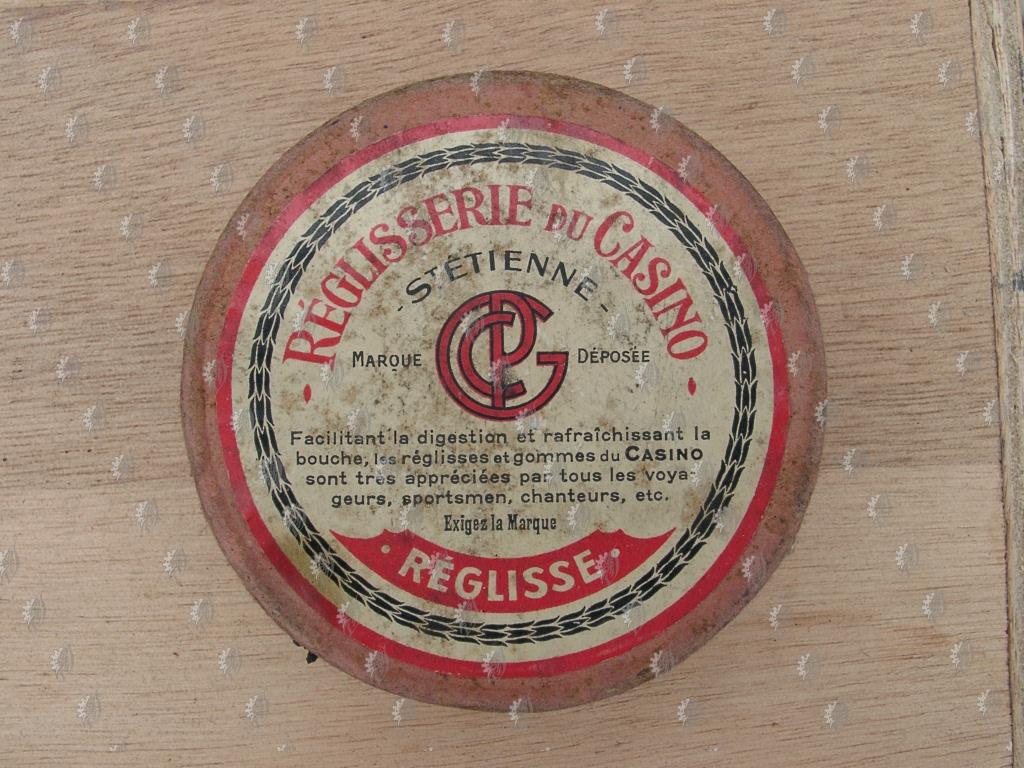 RÉGLISSERIE DU CASINO
- ST ÉTIENNE -
MARQUE DÉPOSÉE
Facilitant la digestion et rafraîchissant la
bouche, les réglisses et gommes du CASINO
sont très appréciées par tous les voya-
geurs, sportsmen, chanteurs, etc.
Exigez la Marque
• RÉGLISSE •